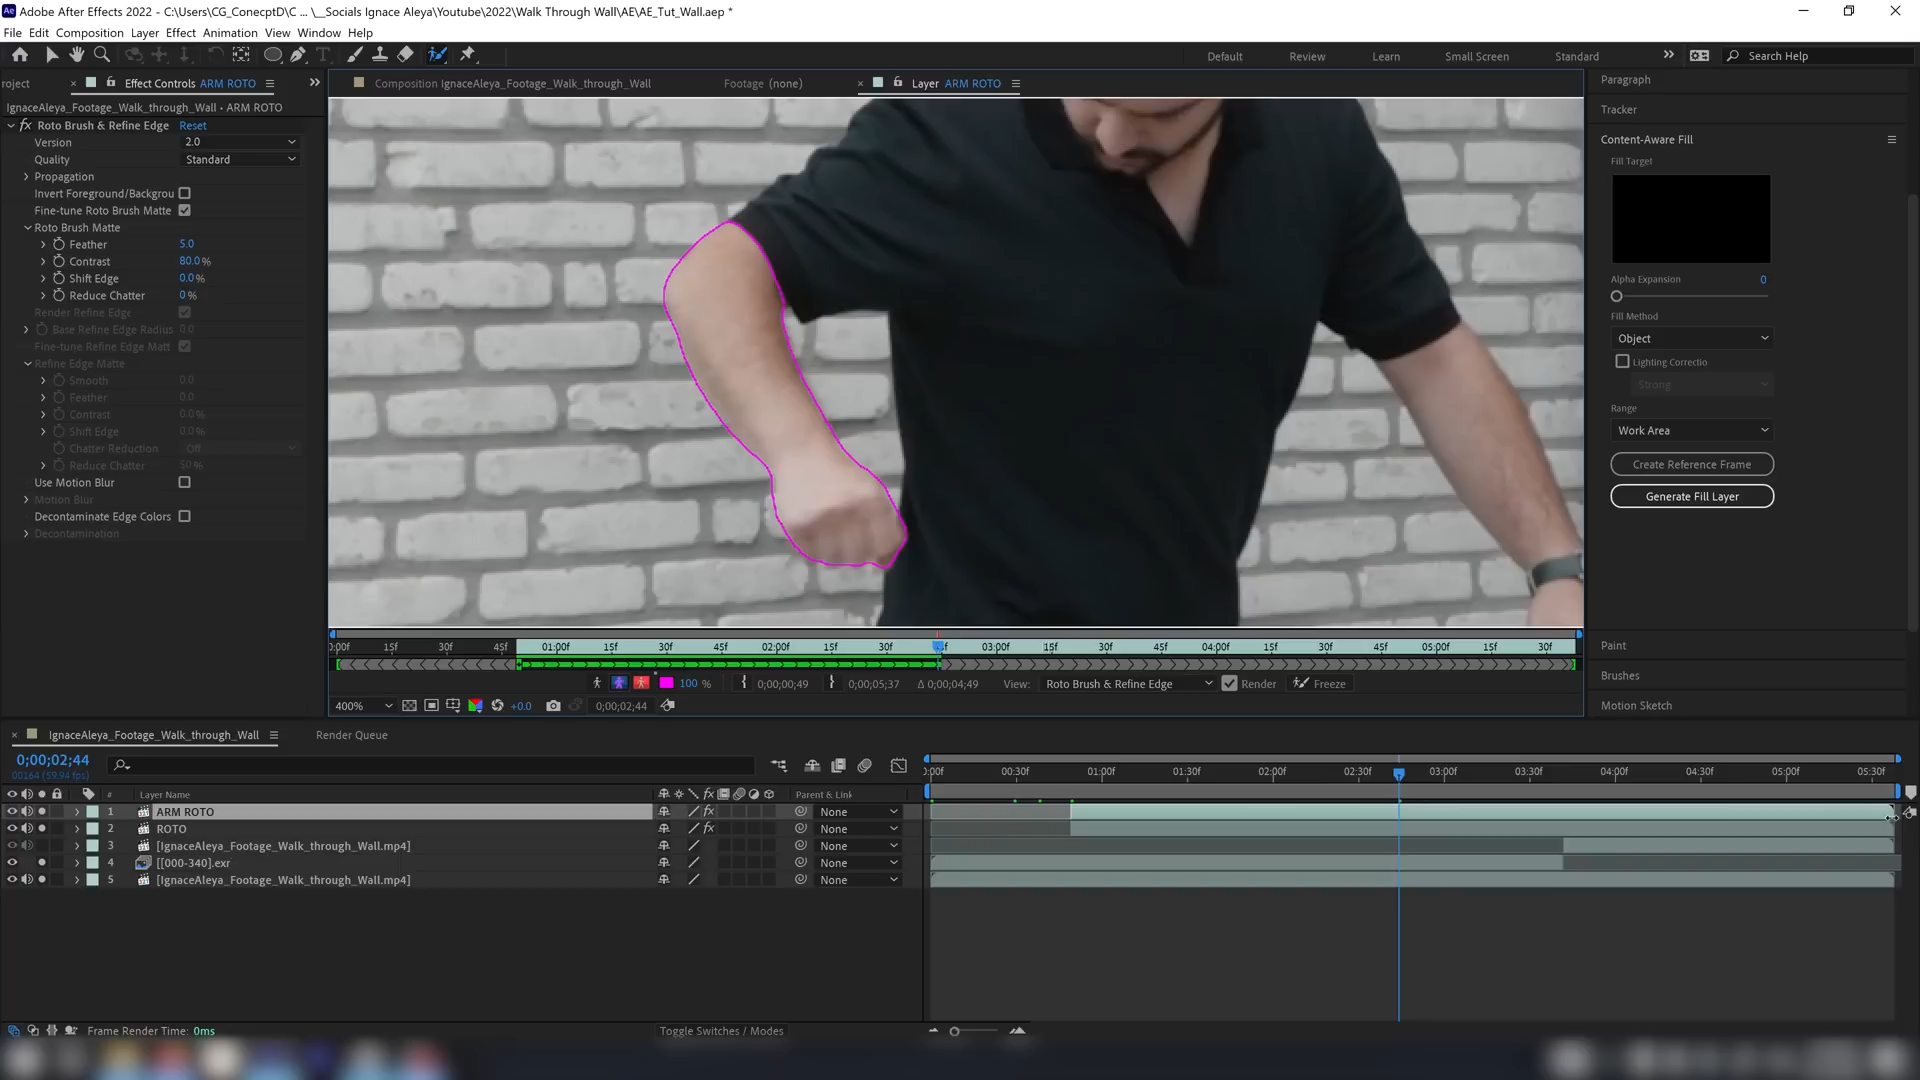 Ae Adobe After Effects 2022 - C:\Users\CG_ConecptD\C ... \__Socials Ignace Aleya\Youtube\2022\Walk Through Wall\AE\AE_Tut_Wall.aep *
File Edit Composition Layer Effect Animation View Window Help
Default Review Learn Small Screen Standard Search Help
roject Effect Controls ARM ROTO Composition IgnaceAleya_Footage_Walk_through_Wall Footage (none) Layer ARM ROTO
IgnaceAleya_Footage_Walk_through_Wall • ARM ROTO
fx Roto Brush & Refine Edge Reset
Version 2.0
Quality Standard
Propagation
Invert Foreground/Backgrou
Fine-tune Roto Brush Matte
Roto Brush Matte
Feather 5.0
Contrast 80.0 %
Shift Edge 0.0 %
Reduce Chatter 0 %
Render Refine Edge
Base Refine Edge Radius 0.0
Fine-tune Refine Edge Matt
Refine Edge Matte
Smooth 0.0
Feather 0.0
Contrast 0.0 %
Shift Edge 0.0 %
Chatter Reduction Off
Reduce Chatter 50 %
Use Motion Blur
Motion Blur
Decontaminate Edge Colors
Decontamination
Paragraph
Tracker
Content-Aware Fill
Fill Target
Alpha Expansion 0
Fill Method
Object
Lighting Correctio
Strong
Range
Work Area
Create Reference Frame
Generate Fill Layer
Paint
Brushes
Motion Sketch
0:00f 15f 30f 45f 01:00f 15f 30f 45f 02:00f 15f 30f 03:00f 15f 30f 45f 04:00f 15f 30f 45f 05:00f 15f 30f
100 % 0;00;00;49 0;00;05;37 Δ 0;00;04;49 View: Roto Brush & Refine Edge Render Freeze
400% +0.0 0;00;02;44
IgnaceAleya_Footage_Walk_through_Wall Render Queue
0;00;02;44
00164 (59.94 fps)
:00f 00:30f 01:00f 01:30f 02:00f 02:30f 03:00f 03:30f 04:00f 04:30f 05:00f 05:30f
# Layer Name fx Parent & Link
1 ARM ROTO fx None
2 ROTO fx None
3 [IgnaceAleya_Footage_Walk_through_Wall.mp4] None
4 [[000-340].exr None
5 [IgnaceAleya_Footage_Walk_through_Wall.mp4] None
Frame Render Time: 0ms Toggle Switches / Modes